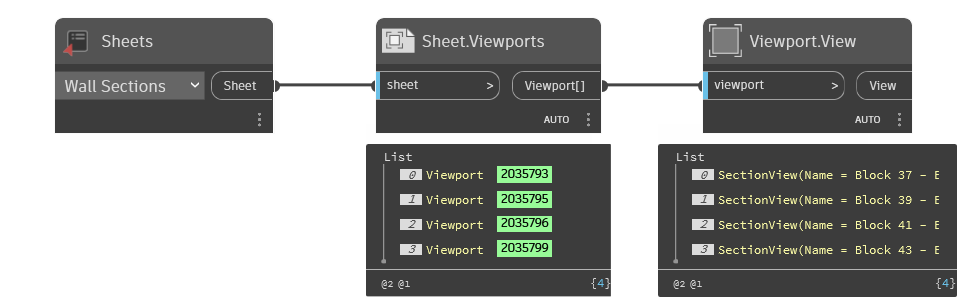 Sheets
Wall Sections
Sheet
Sheet.Viewports
sheet
>
Viewport[]
AUTO
Viewport.View
viewport
>
View
AUTO
List
0 Viewport 2035793
1 Viewport 2035795
2 Viewport 2035796
3 Viewport 2035799
@2 @1
{4}
List
0 SectionView(Name = Block 37 - E
1 SectionView(Name = Block 39 - E
2 SectionView(Name = Block 41 - E
3 SectionView(Name = Block 43 - E
@2 @1
{4}